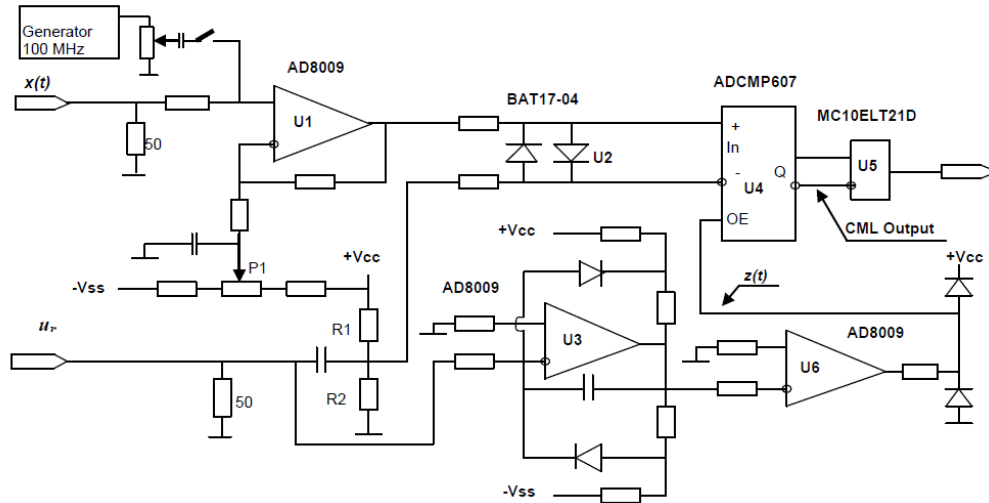 Generator
100 MHz
x(t)
50
AD8009
U1
BAT17-04
U2
ADCMP607
+
In
-
U4
Q
OE
MC10ELT21D
U5
CML Output
+Vcc
z(t)
P1
-Vss
+Vcc
R1
R2
u_r
50
AD8009
+Vcc
U3
-Vss
AD8009
U6